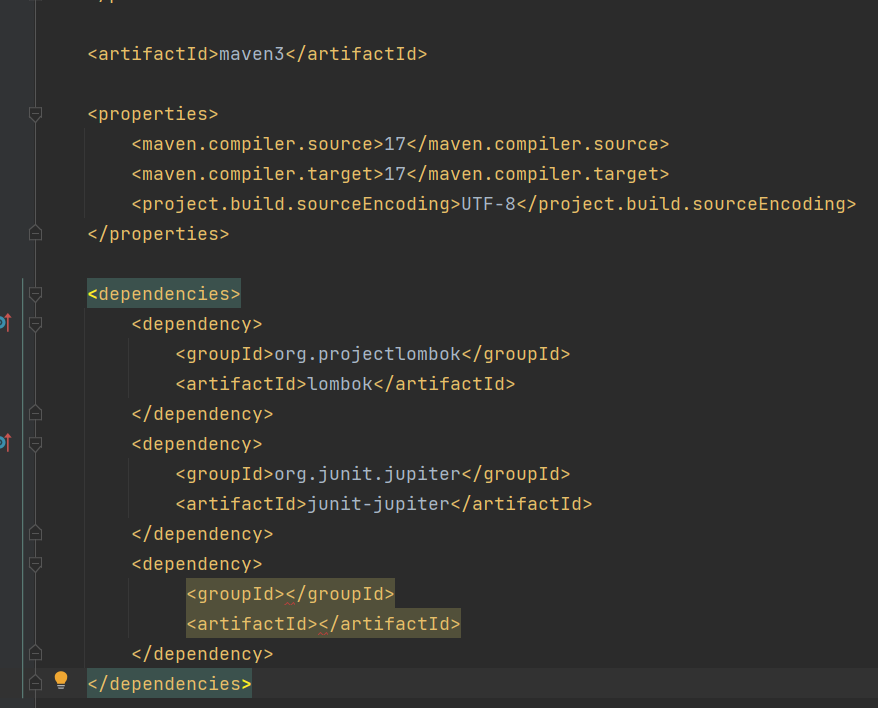 <artifactId>maven3</artifactId>
<properties>
<maven.compiler.source>17</maven.compiler.source>
<maven.compiler.target>17</maven.compiler.target>
<project.build.sourceEncoding>UTF-8</project.build.sourceEncoding>
</properties>
<dependencies>
<dependency>
<groupId>org.projectlombok</groupId>
<artifactId>lombok</artifactId>
</dependency>
<dependency>
<groupId>org.junit.jupiter</groupId>
<artifactId>junit-jupiter</artifactId>
</dependency>
<dependency>
<groupId></groupId>
<artifactId></artifactId>
</dependency>
</dependencies>